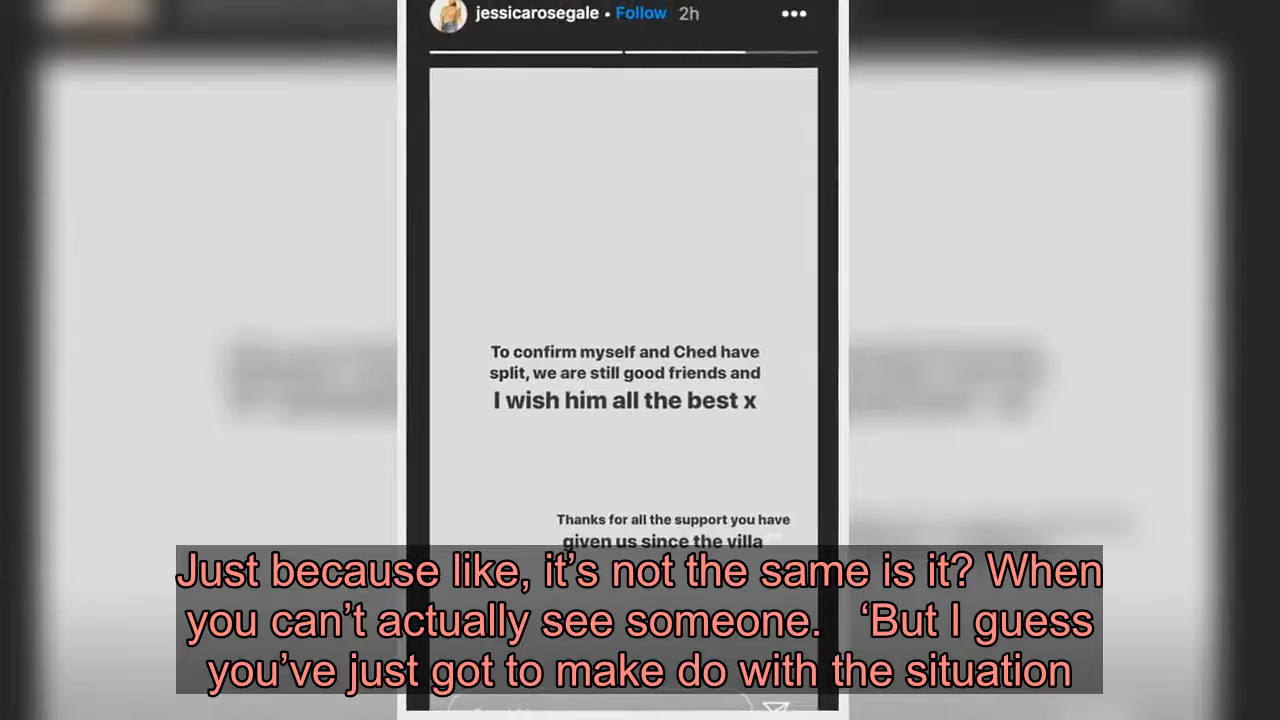 jessicarosegale • Follow 2h
To confirm myself and Ched have
split, we are still good friends and
I wish him all the best x
Thanks for all the support you have
given us since the villa
Just because like, it’s not the same is it? When
you can’t actually see someone. ‘But I guess
you’ve just got to make do with the situation